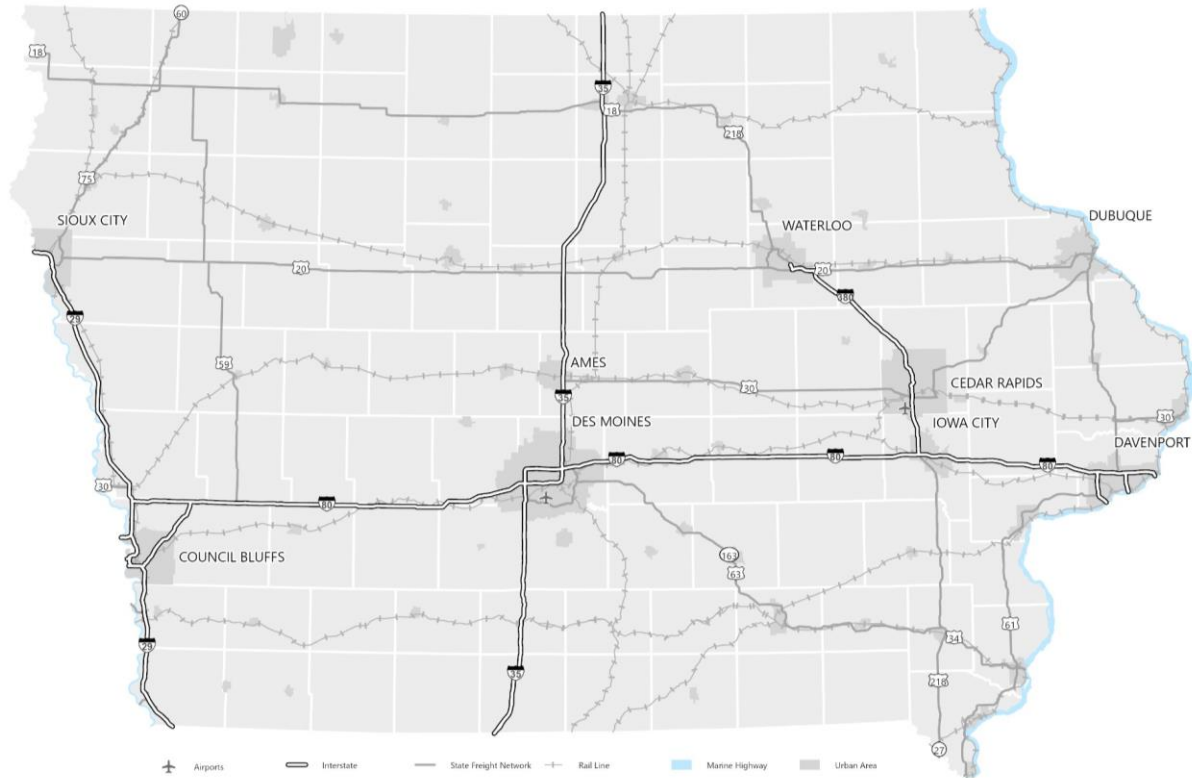 60
18
35
18
218
75
SIOUX CITY
DUBUQUE
WATERLOO
20
20
380
29
59
AMES
30
CEDAR RAPIDS
35
30
DES MOINES
IOWA CITY
DAVENPORT
80
80
80
30
80
COUNCIL BLUFFS
163
63
61
34
29
35
218
27
Airports
Interstate
State Freight Network
Rail Line
Marine Highway
Urban Area